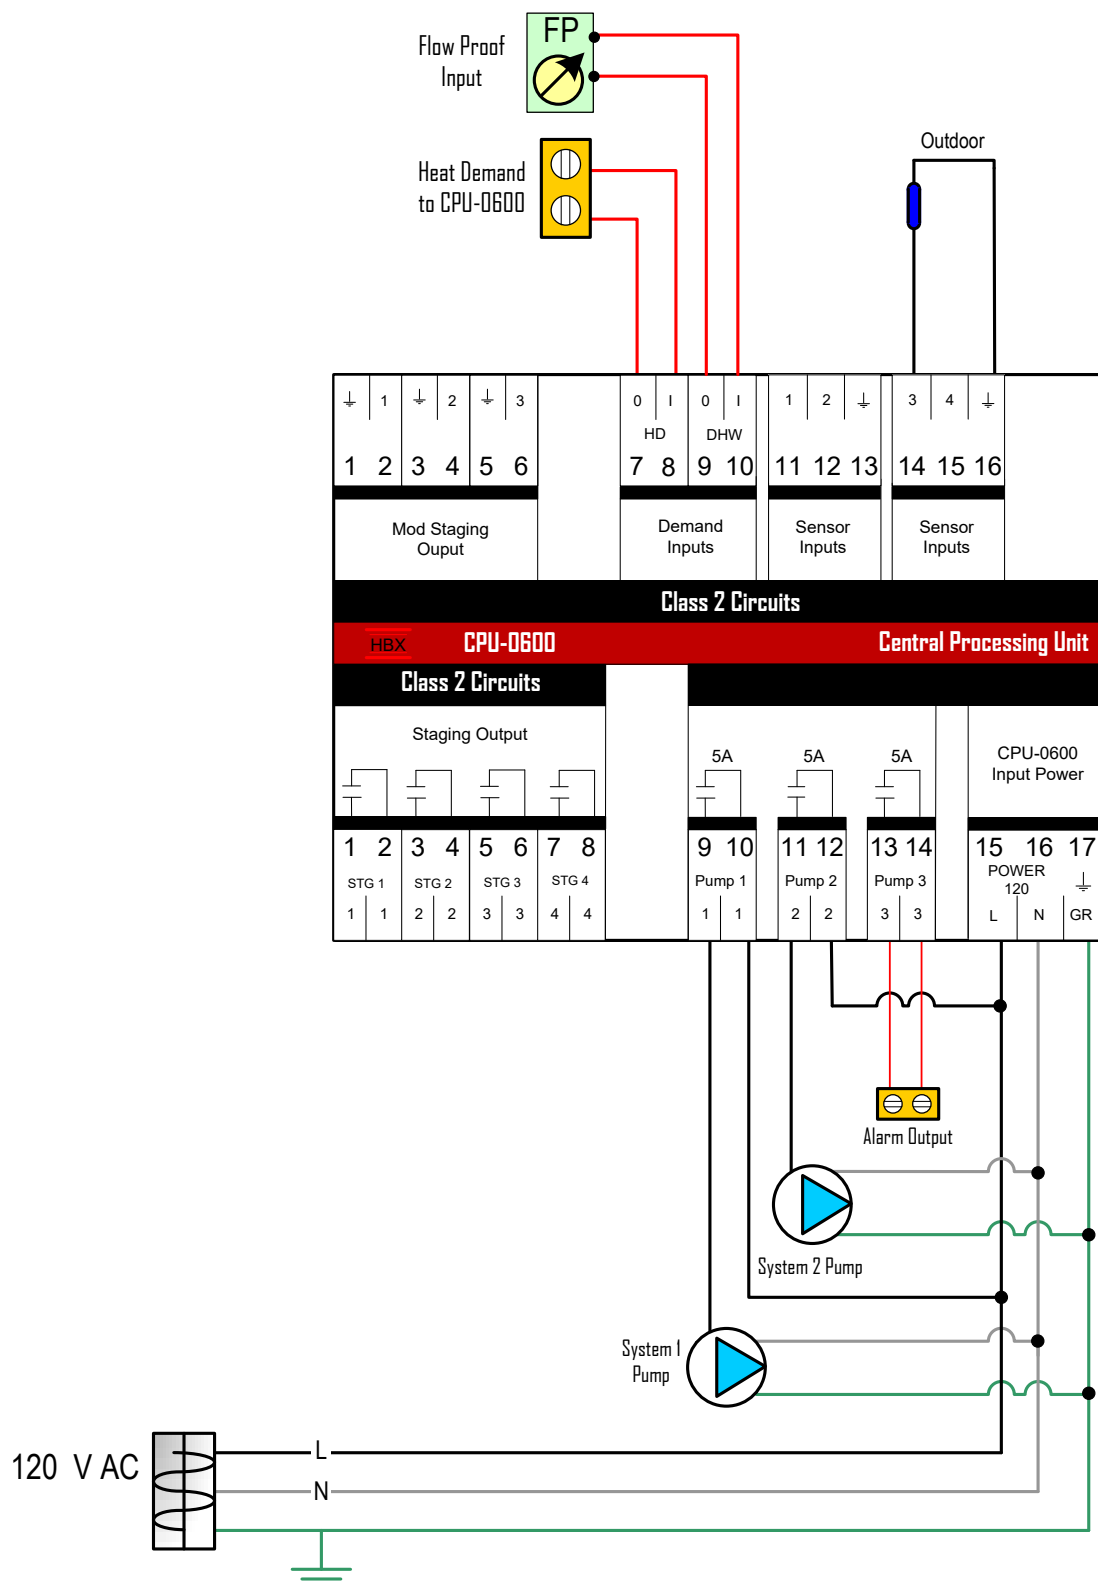 FP
Flow Proof
Input
Heat Demand
to CPU-0600
Outdoor
1 2 3
0 I 0 I
1 2
3 4
HD DHW
1 2 3 4 5 6
7 8 9 10
11 12 13
14 15 16
Mod Staging
Ouput
Demand
Inputs
Sensor
Inputs
Sensor
Inputs
Class 2 Circuits
HBX CPU-0600 Central Processing Unit
Class 2 Circuits
Staging Output
5A 5A 5A
CPU-0600
Input Power
1 2 3 4 5 6 7 8
9 10 11 12 13 14
15 16 17
STG 1 STG 2 STG 3 STG 4
Pump 1 Pump 2 Pump 3
POWER
120
1 1 2 2 3 3 4 4
1 1 2 2 3 3
L N GR
Alarm Output
System 2 Pump
System 1
Pump
120 V AC
L
N